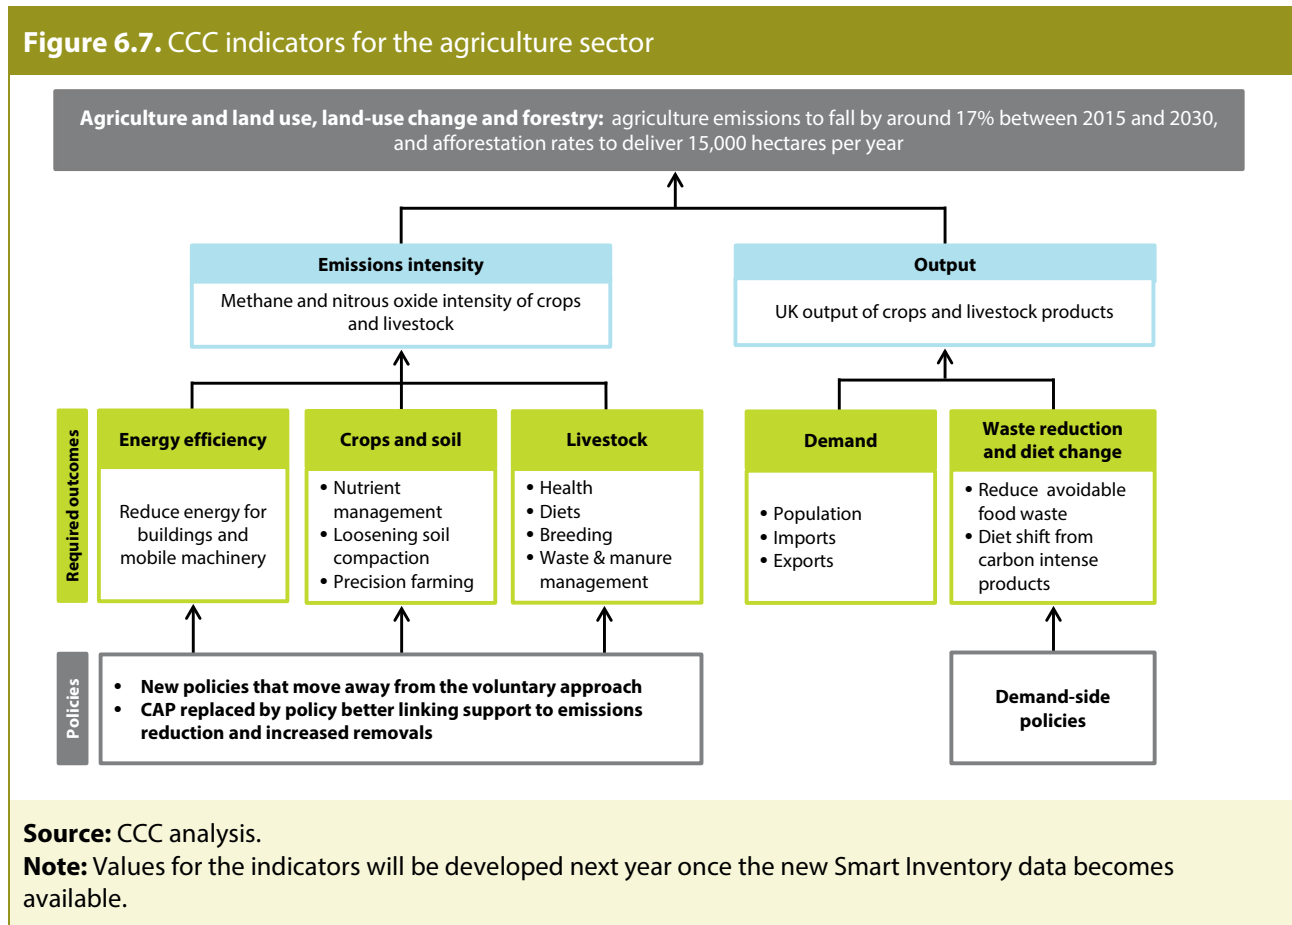 Figure 6.7. CCC indicators for the agriculture sector
Agriculture and land use, land-use change and forestry: agriculture emissions to fall by around 17% between 2015 and 2030,
and afforestation rates to deliver 15,000 hectares per year
Emissions intensity
Methane and nitrous oxide intensity of crops
and livestock
Output
UK output of crops and livestock products
Required outcomes
Energy efficiency
Reduce energy for
buildings and
mobile machinery
Crops and soil
• Nutrient
management
• Loosening soil
compaction
• Precision farming
Livestock
• Health
• Diets
• Breeding
• Waste & manure
management
Demand
• Population
• Imports
• Exports
Waste reduction
and diet change
• Reduce avoidable
food waste
• Diet shift from
carbon intense
products
Policies
• New policies that move away from the voluntary approach
• CAP replaced by policy better linking support to emissions
reduction and increased removals
Demand-side
policies
Source: CCC analysis.
Note: Values for the indicators will be developed next year once the new Smart Inventory data becomes
available.